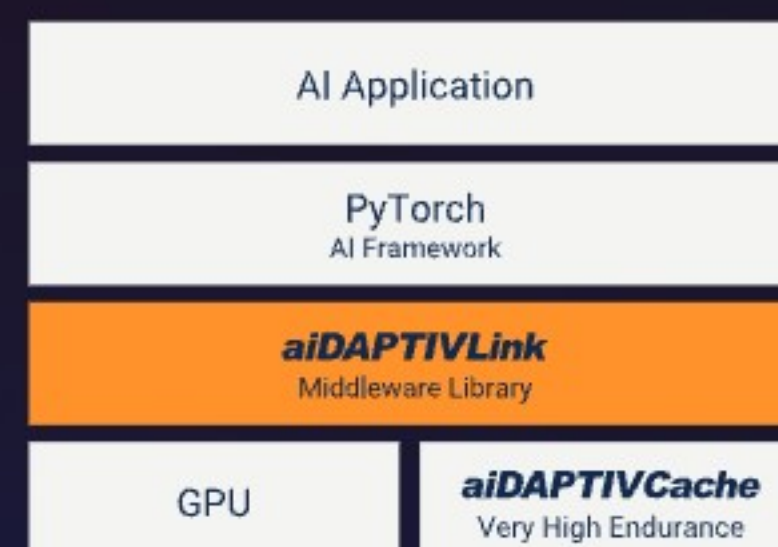 AI Application
PyTorch
AI Framework
aiDAPTIVLink
Middleware Library
GPU
aiDAPTIVCache
Very High Endurance